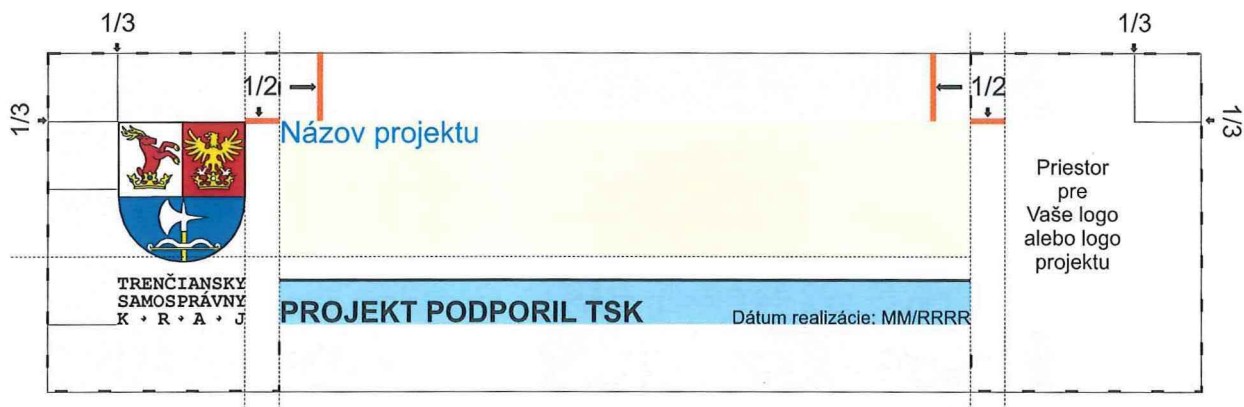 1/3
1/3
1/2
1/2
1/3
1/3
Názov projektu
Priestor
pre
Vaše logo
alebo logo
projektu
TRENČIANSKY
SAMOSPRÁVNY
K • R • A • J
PROJEKT PODPORIL TSK
Dátum realizácie: MM/RRRR